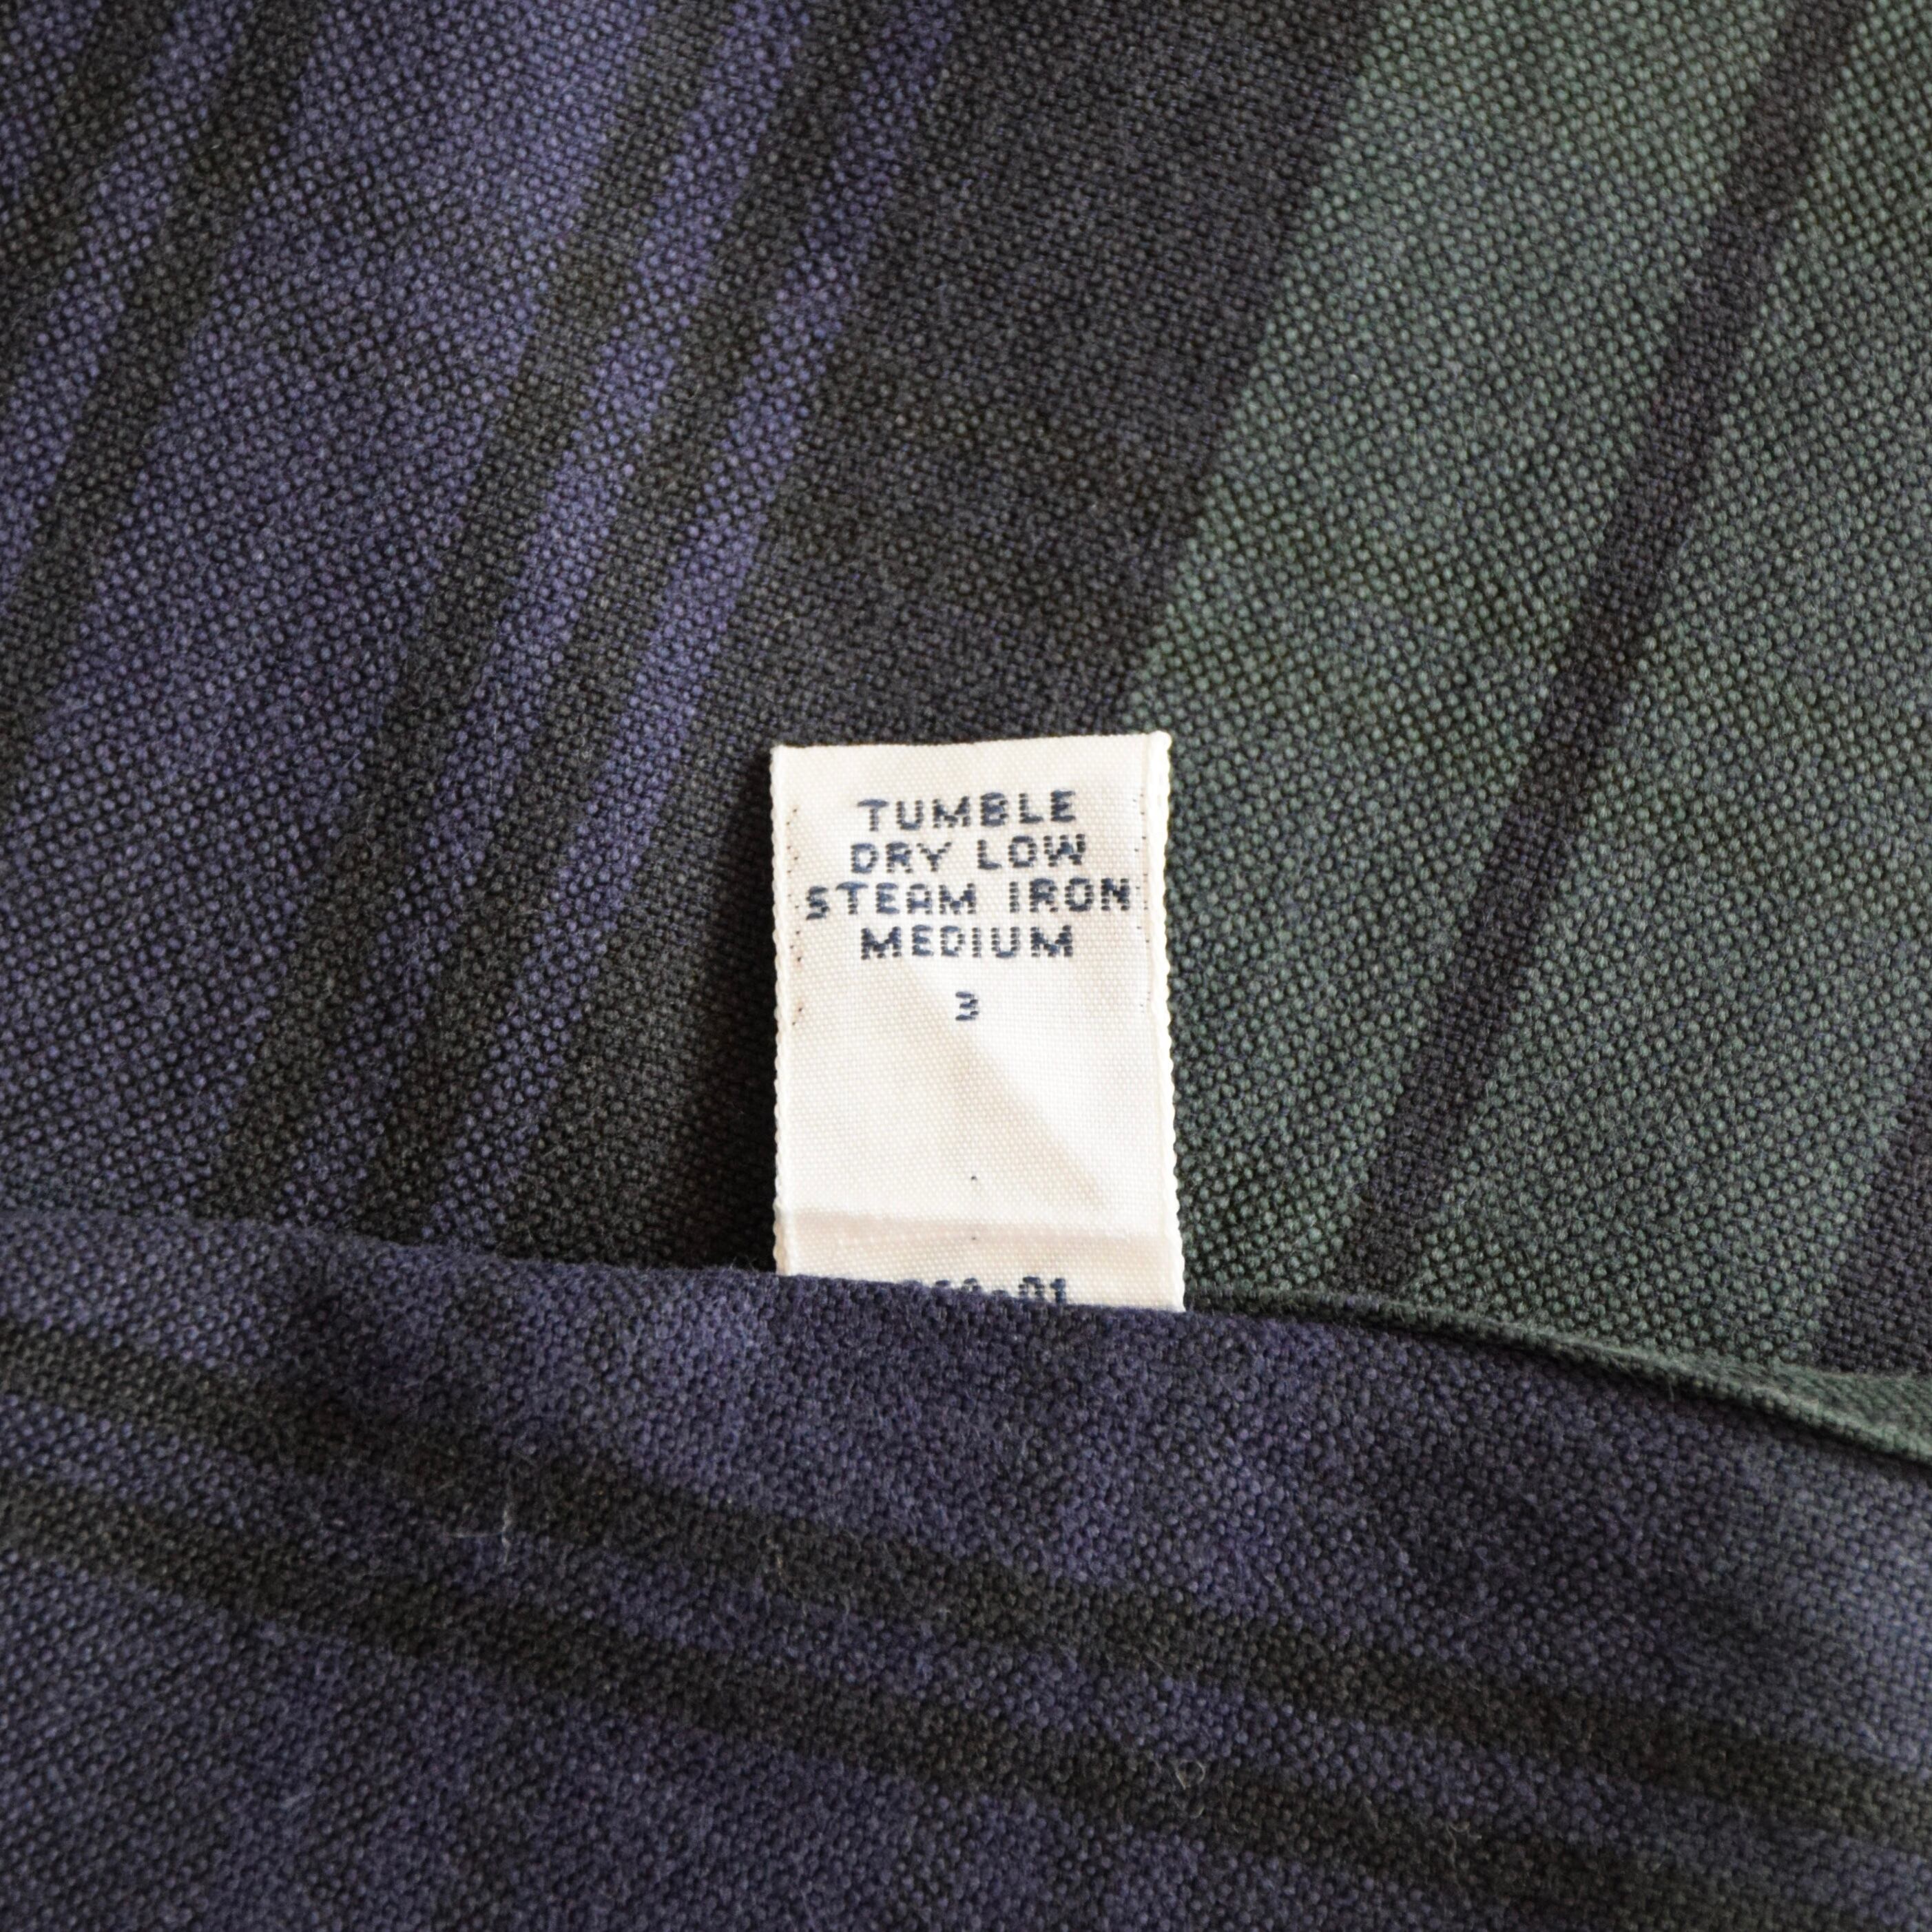 TUMBLE
DRY LOW
STEAM IRON
MEDIUM
3